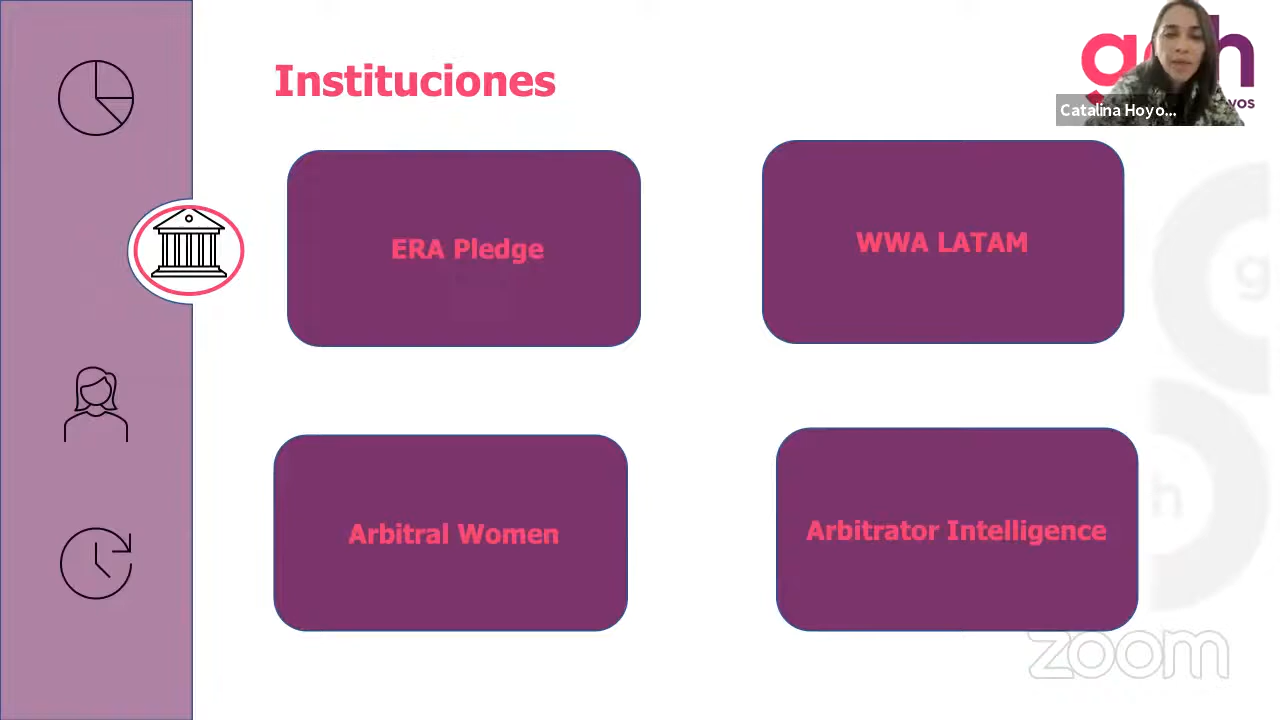 Instituciones
Catalina Hoyo...
ERA Pledge
WWA LATAM
Arbitral Women
Arbitrator Intelligence
zoom